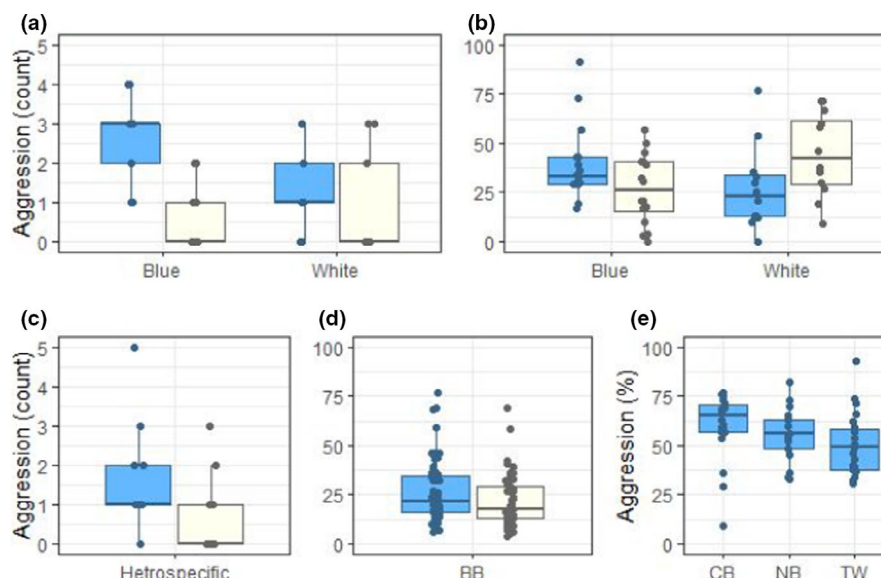 (a)
(b)
Aggression (count)
5
4
3
2
1
0
Blue
White
100
75
50
25
0
Blue
White
(c)
(d)
(e)
Aggression (count)
5
4
3
2
1
0
Hetrospecific
100
75
50
25
0
BB
Aggression (%)
100
75
50
25
0
CB
NB
TW